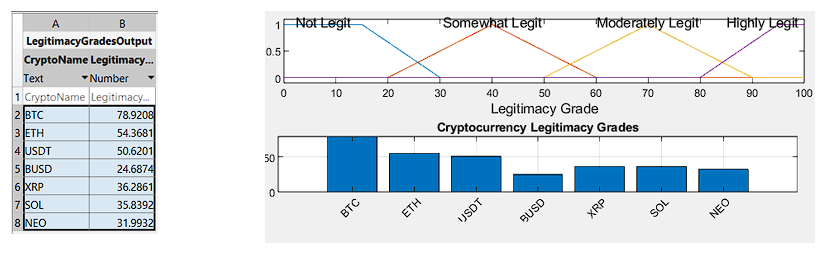 A B
LegitimacyGradesOutput
CryptoName Legitimacy...
Text Number
1 CryptoName Legitimacy...
2 BTC 78.9208
3 ETH 54.3681
4 USDT 50.6201
5 BUSD 24.6874
6 XRP 36.2861
7 SOL 35.8392
8 NEO 31.9932
Not Legit Somewhat Legit Moderately Legit Highly Legit
1
0.5
0
0 10 20 30 40 50 60 70 80 90 100
Legitimacy Grade
Cryptocurrency Legitimacy Grades
50
0
BTC ETH USDT BUSD XRP SOL NEO